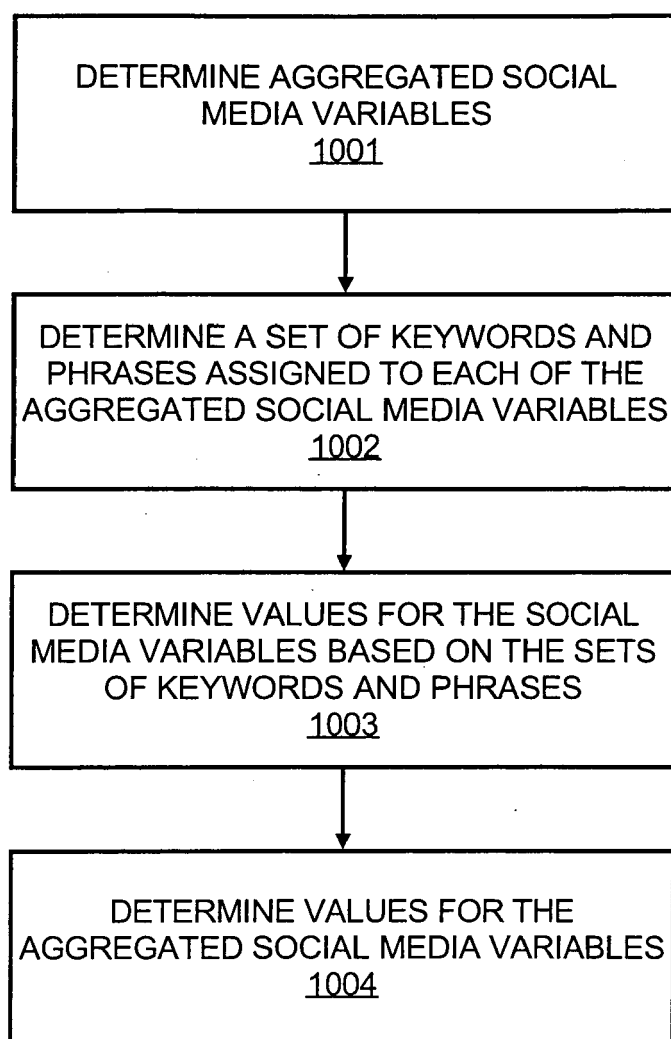 DETERMINE AGGREGATED SOCIAL
MEDIA VARIABLES
1001
DETERMINE A SET OF KEYWORDS AND
PHRASES ASSIGNED TO EACH OF THE
AGGREGATED SOCIAL MEDIA VARIABLES
1002
DETERMINE VALUES FOR THE SOCIAL
MEDIA VARIABLES BASED ON THE SETS
OF KEYWORDS AND PHRASES
1003
DETERMINE VALUES FOR THE
AGGREGATED SOCIAL MEDIA VARIABLES
1004